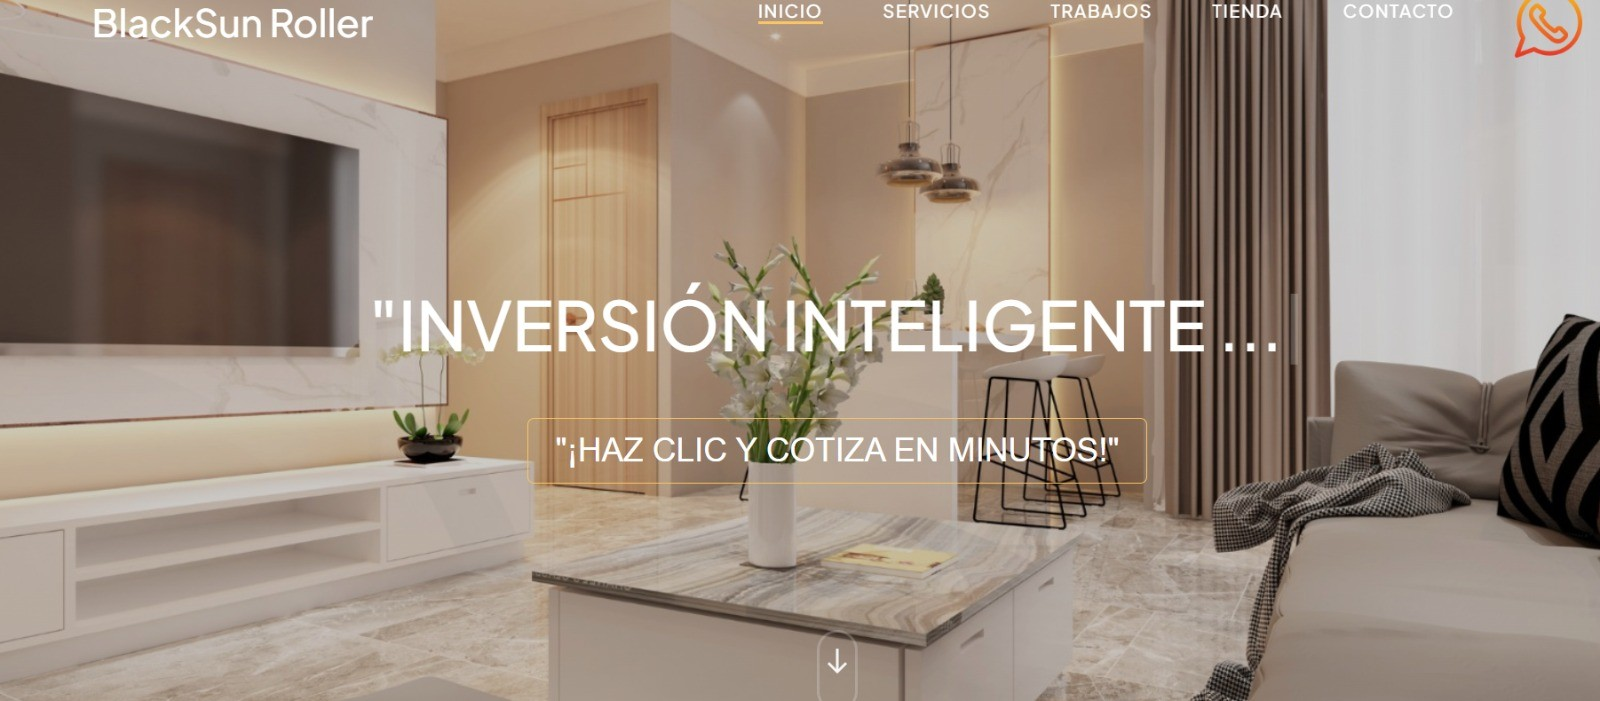 BlackSun Roller
INICIO SERVICIOS TRABAJOS TIENDA CONTACTO
"INVERSIÓN INTELIGENTE ...
"¡HAZ CLIC Y COTIZA EN MINUTOS!"